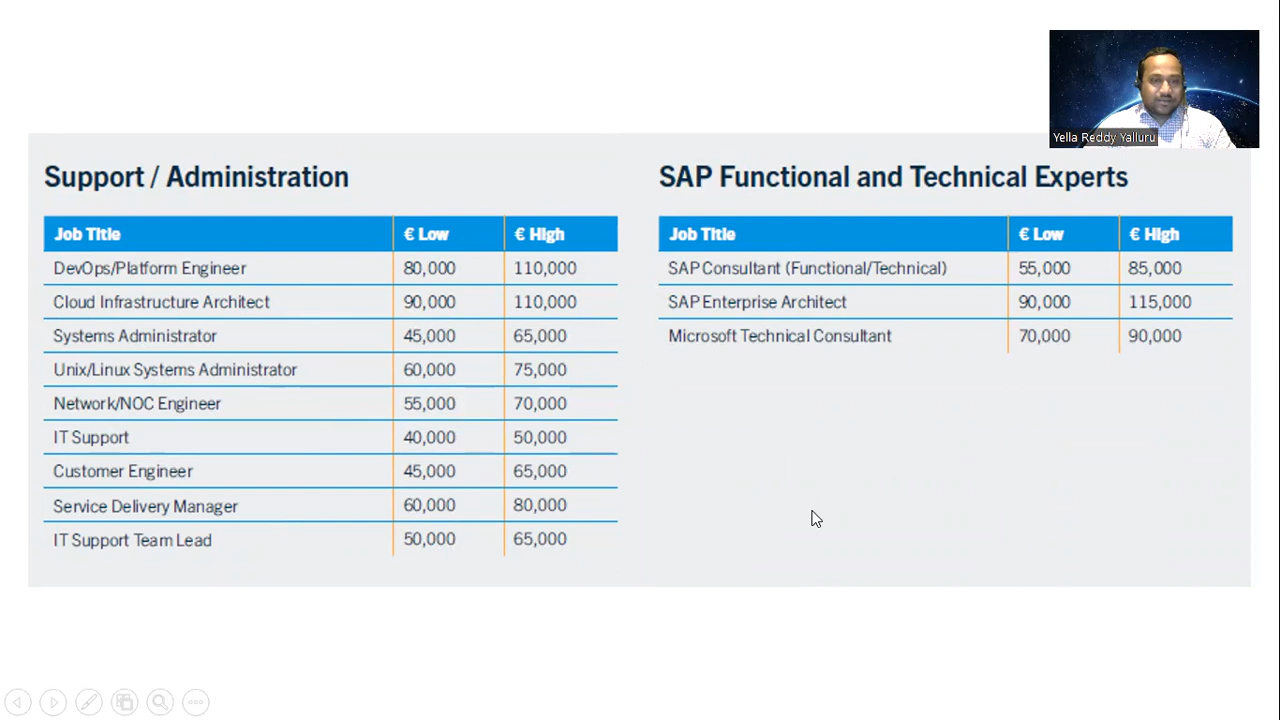 Yella Reddy Yalluru
Support / Administration
Job Title € Low € High
DevOps/Platform Engineer 80,000 110,000
Cloud Infrastructure Architect 90,000 110,000
Systems Administrator 45,000 65,000
Unix/Linux Systems Administrator 60,000 75,000
Network/NOC Engineer 55,000 70,000
IT Support 40,000 50,000
Customer Engineer 45,000 65,000
Service Delivery Manager 60,000 80,000
IT Support Team Lead 50,000 65,000
SAP Functional and Technical Experts
Job Title € Low € High
SAP Consultant (Functional/Technical) 55,000 85,000
SAP Enterprise Architect 90,000 115,000
Microsoft Technical Consultant 70,000 90,000